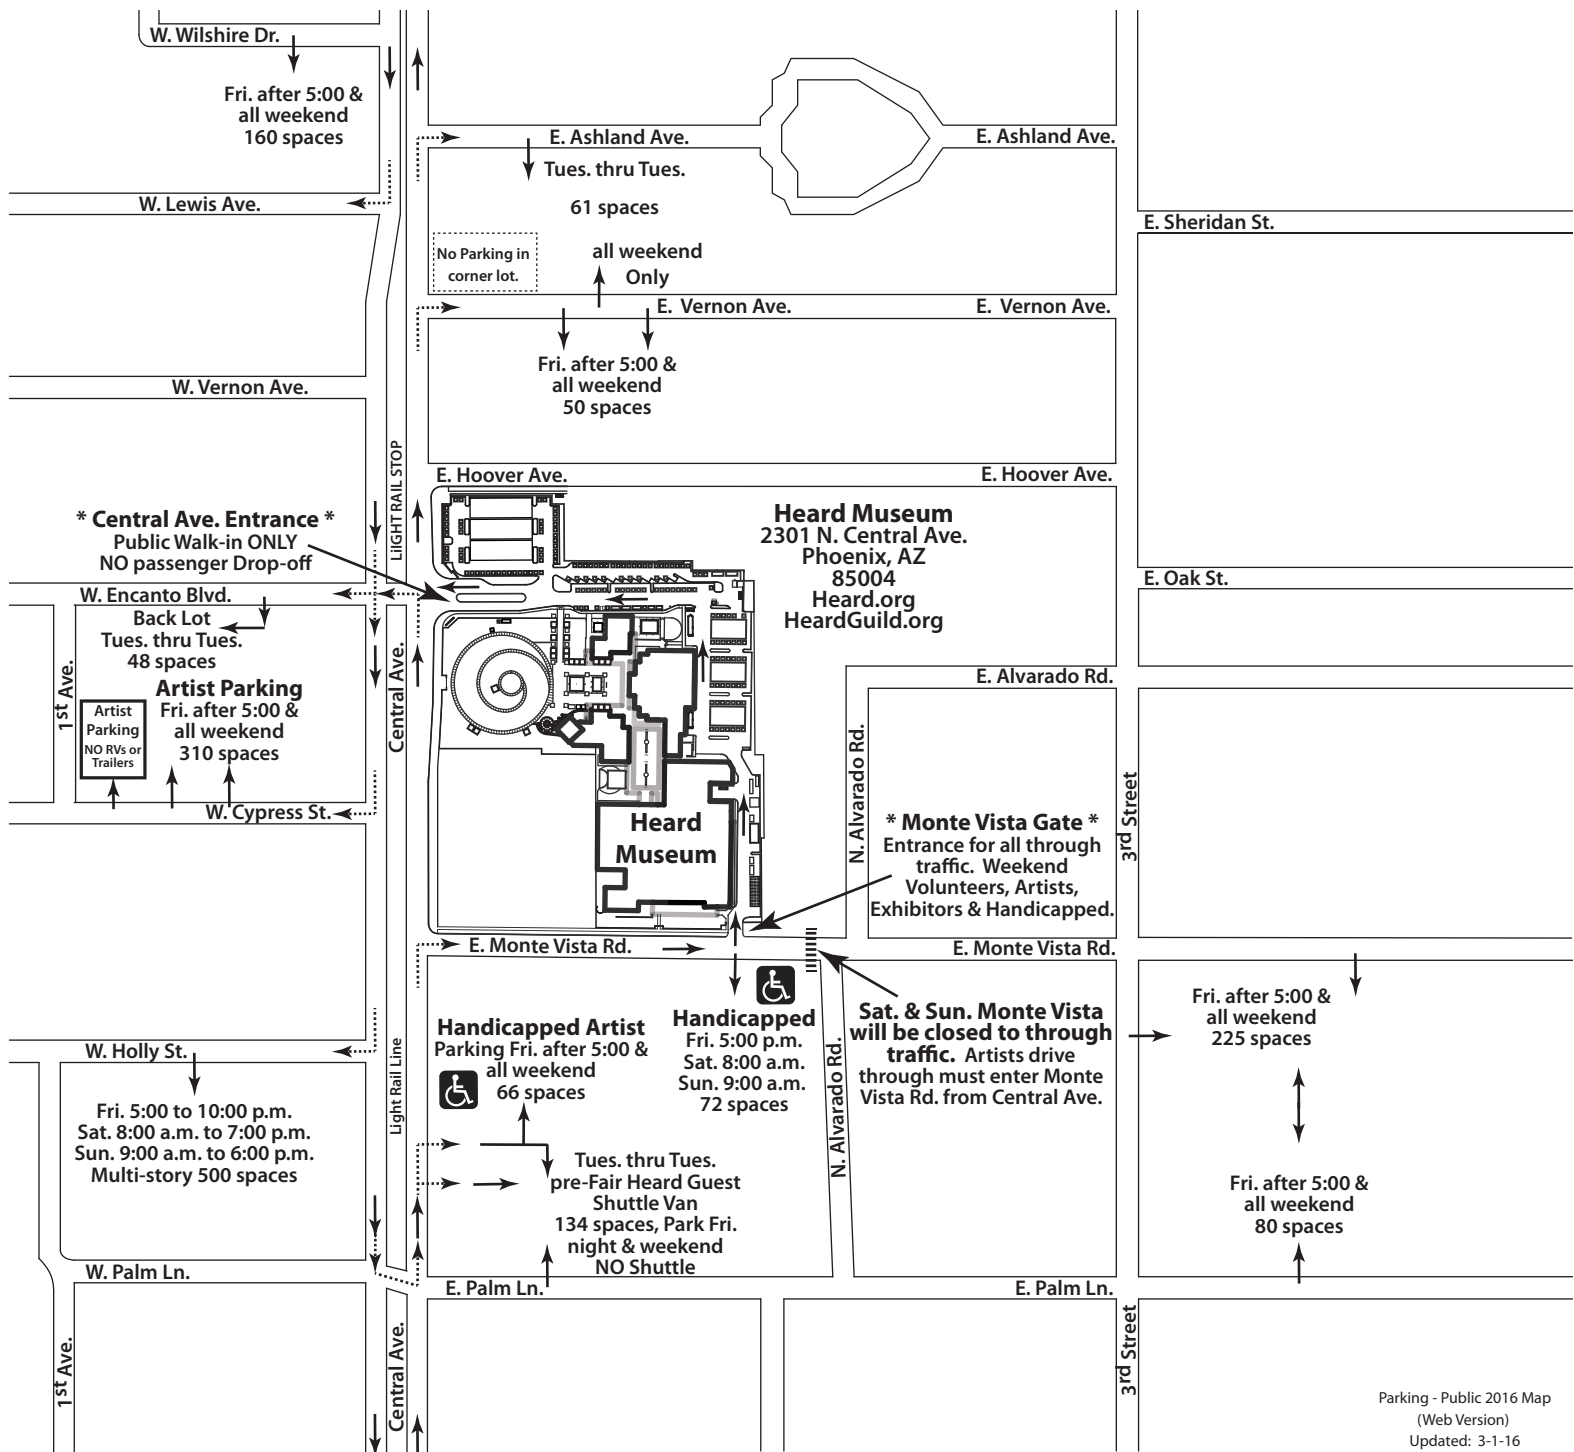 W. Wilshire Dr.
Fri. after 5:00 &
all weekend
160 spaces
E. Ashland Ave.
E. Ashland Ave.
Tues. thru Tues.
61 spaces
W. Lewis Ave.
E. Sheridan St.
No Parking in
corner lot.
all weekend
Only
E. Vernon Ave.
E. Vernon Ave.
Fri. after 5:00 &
all weekend
50 spaces
W. Vernon Ave.
LiIGHT RAIL STOP
E. Hoover Ave.
E. Hoover Ave.
* Central Ave. Entrance *
Public Walk-in ONLY
NO passenger Drop-off
Heard Museum
2301 N. Central Ave.
Phoenix, AZ
85004
Heard.org
HeardGuild.org
E. Oak St.
W. Encanto Blvd.
Back Lot
Tues. thru Tues.
48 spaces
Artist Parking
Fri. after 5:00 &
all weekend
310 spaces
1st Ave.
Artist
Parking
NO RVs or
Trailers
Central Ave.
E. Alvarado Rd.
N. Alvarado Rd.
3rd Street
W. Cypress St.
Heard
Museum
* Monte Vista Gate *
Entrance for all through
traffic. Weekend
Volunteers, Artists,
Exhibitors & Handicapped.
E. Monte Vista Rd.
E. Monte Vista Rd.
Handicapped Artist
Parking Fri. after 5:00 &
all weekend
66 spaces
Handicapped
Fri. 5:00 p.m.
Sat. 8:00 a.m.
Sun. 9:00 a.m.
72 spaces
Sat. & Sun. Monte Vista
will be closed to through
traffic. Artists drive
through must enter Monte
Vista Rd. from Central Ave.
Fri. after 5:00 &
all weekend
225 spaces
W. Holly St.
Light Rail Line
N. Alvarado Rd.
Fri. 5:00 to 10:00 p.m.
Sat. 8:00 a.m. to 7:00 p.m.
Sun. 9:00 a.m. to 6:00 p.m.
Multi-story 500 spaces
Tues. thru Tues.
pre-Fair Heard Guest
Shuttle Van
134 spaces, Park Fri.
night & weekend
NO Shuttle
Fri. after 5:00 &
all weekend
80 spaces
W. Palm Ln.
E. Palm Ln.
E. Palm Ln.
1st Ave.
Central Ave.
3rd Street
Parking - Public 2016 Map
(Web Version)
Updated: 3-1-16